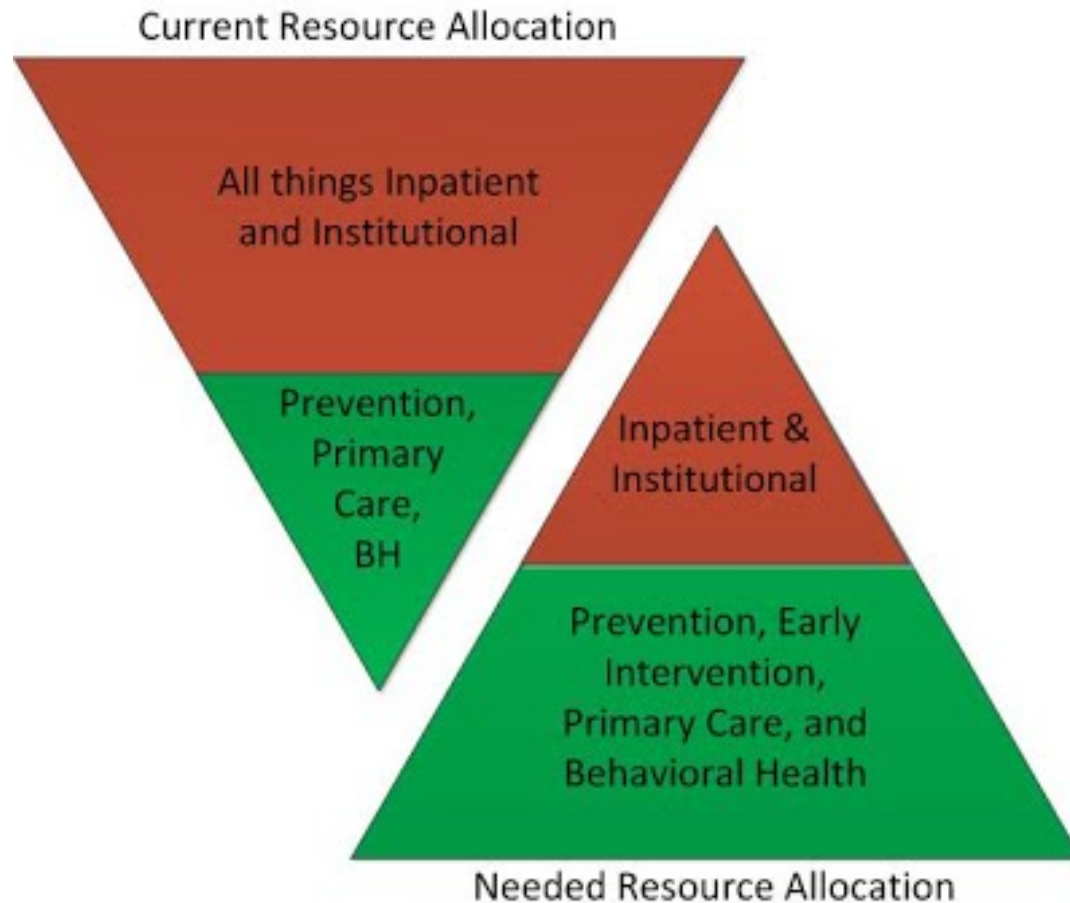 Current Resource Allocation
All things Inpatient
and Institutional
Prevention,
Primary
Care,
BH
Inpatient &
Institutional
Prevention, Early
Intervention,
Primary Care, and
Behavioral Health
Needed Resource Allocation